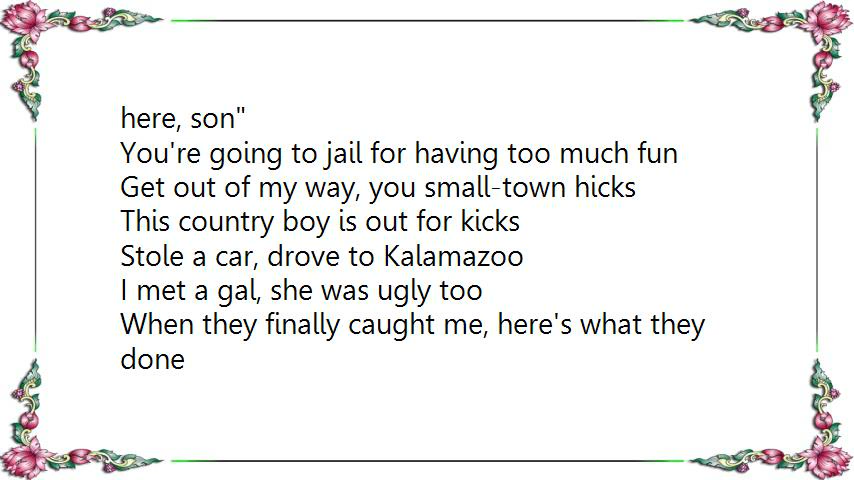 here, son"
You're going to jail for having too much fun
Get out of my way, you small-town hicks
This country boy is out for kicks
Stole a car, drove to Kalamazoo
I met a gal, she was ugly too
When they finally caught me, here's what they
done